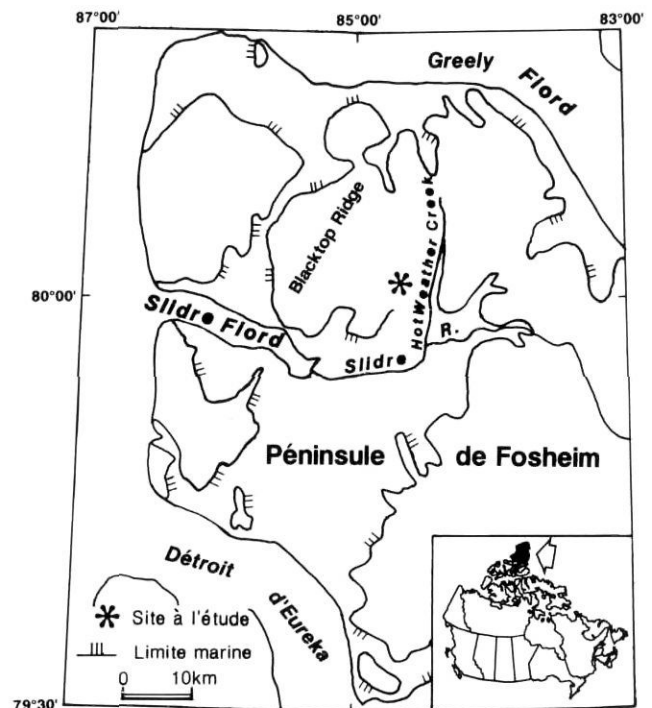 87°00'
85°00'
83°00'
Greely Fiord
Blacktop Ridge
Hot Weather Creek
80°00'
Slidre Fiord
Slidre R.
Péninsule de Fosheim
Détroit d'Eureka
Site à l'étude
Limite marine
0 10km
79°30'